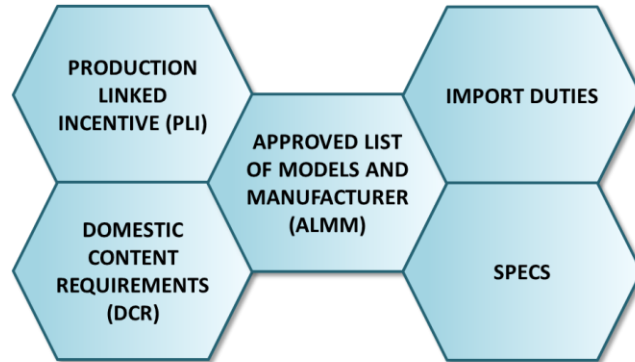 PRODUCTION
LINKED
INCENTIVE (PLI)
DOMESTIC
CONTENT
REQUIREMENTS
(DCR)
APPROVED LIST
OF MODELS AND
MANUFACTURER
(ALMM)
IMPORT DUTIES
SPECS